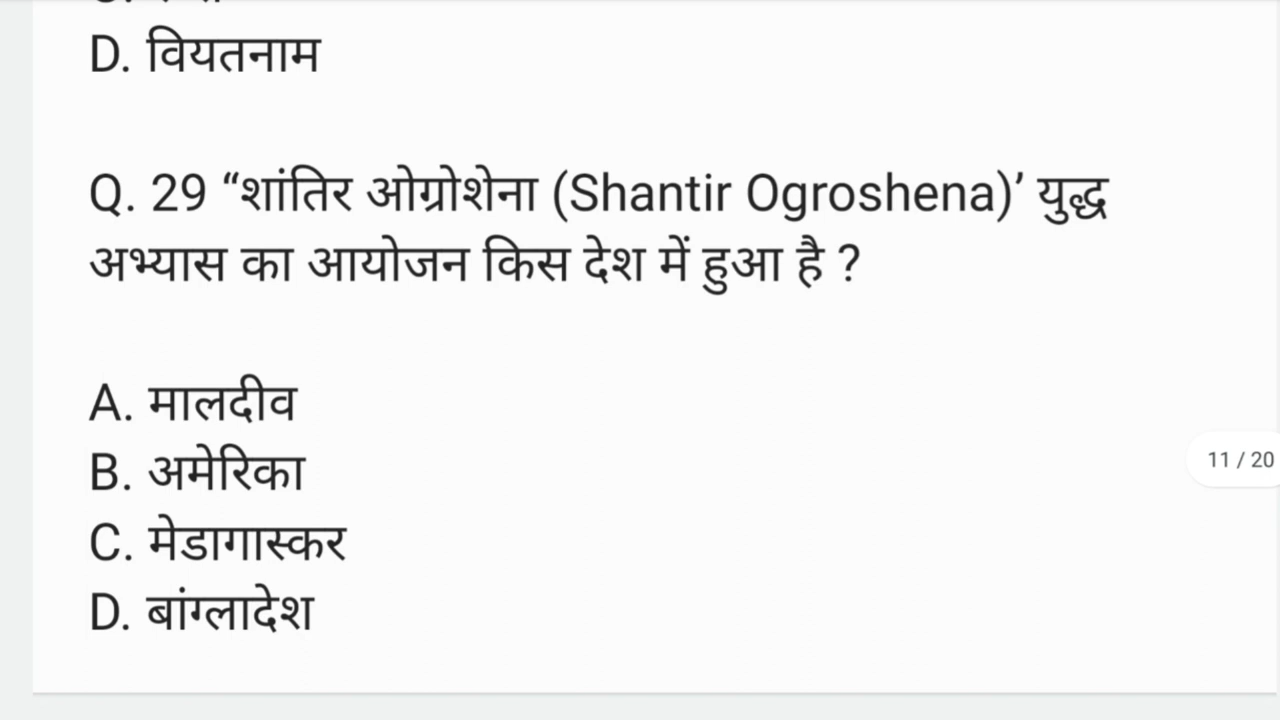 D. वियतनाम
Q. 29 “शांतिर ओग्रोशेना (Shantir Ogroshena)’ युद्ध
अभ्यास का आयोजन किस देश में हुआ है ?
A. मालदीव
B. अमेरिका
11 / 20
C. मेडागास्कर
D. बांग्लादेश